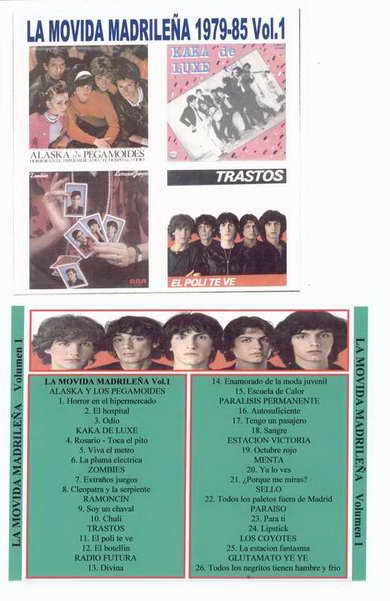 LA MOVIDA MADRILEÑA 1979-85 Vol.1
ALASKA Y LOS PEGAMOIDES
HORROR EN EL HIPERMERCADO
KAKA de LUXE
Zombies
Extraños Juegos
RCA
TRASTOS
EL POLI TE VE
LA MOVIDA MADRILEÑA Volumen 1
LA MOVIDA MADRILEÑA Vol.1
ALASKA Y LOS PEGAMOIDES
1. Horror en el hipermercado
2. El hospital
3. Odio
KAKA DE LUXE
4. Rosario - Toca el pito
5. Viva el metro
6. La pluma electrica
ZOMBIES
7. Extraños juegos
8. Cleopatra y la serpiente
RAMONCIN
9. Soy un chaval
10. Chuli
TRASTOS
11. El poli te ve
12. El botellin
RADIO FUTURA
13. Divina
14. Enamorado de la moda juvenil
15. Escuela de Calor
PARALISIS PERMANENTE
16. Autosuficiente
17. Tengo un pasajero
18. Sangre
ESTACION VICTORIA
19. Octubre rojo
MENTA
20. Ya lo ves
21. ¿Porque me miras?
SELLO
22. Todos los paletos fuera de Madrid
PARAISO
23. Para ti
24. Lipstick
LOS COYOTES
25. La estacion fantasma
GLUTAMATO YE YE
26. Todos los negritos tienen hambre y frio
LA MOVIDA MADRILEÑA Volumen 1